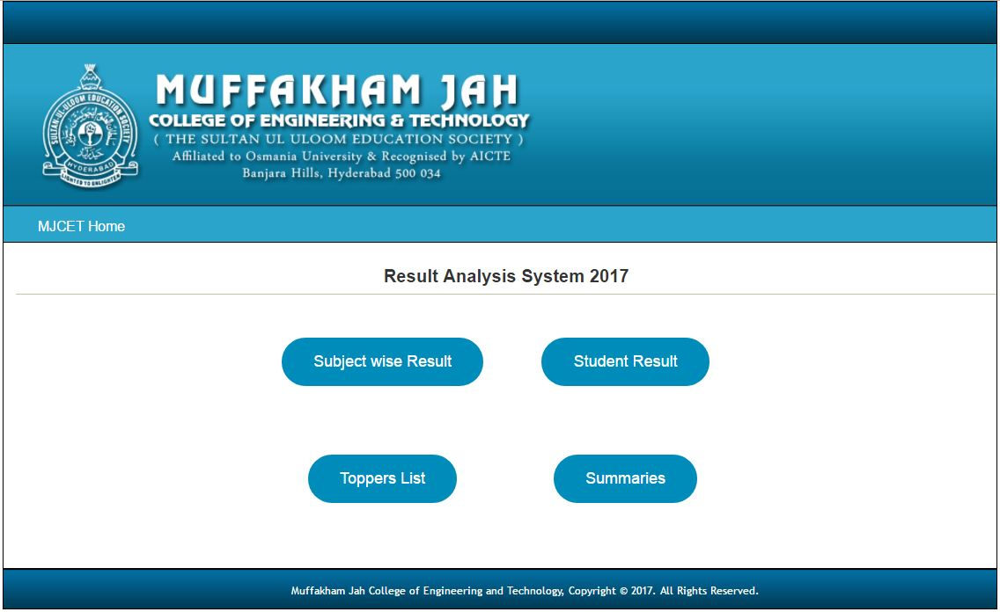 SULTAN-UL-ULOOM EDUCATION SOCIETY
HYDERABAD
LIGHTED TO ENLIGHTEN
MUFFAKHAM JAH
COLLEGE OF ENGINEERING & TECHNOLOGY
( THE SULTAN UL ULOOM EDUCATION SOCIETY )
Affiliated to Osmania University & Recognised by AICTE
Banjara Hills, Hyderabad 500 034
MJCET Home
Result Analysis System 2017
Subject wise Result
Student Result
Toppers List
Summaries
Muffakham Jah College of Engineering and Technology, Copyright © 2017. All Rights Reserved.